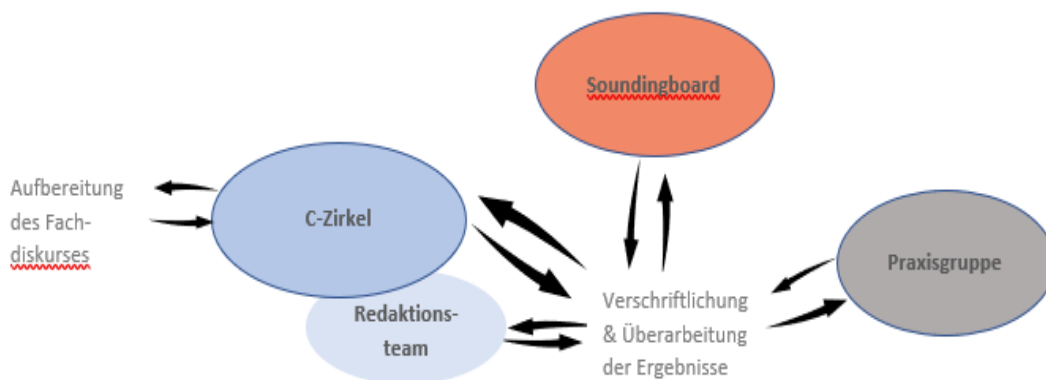 Soundingboard
Aufbereitung
des Fach-
diskurses
C-Zirkel
Praxisgruppe
Redaktions-
team
Verschriftlichung
& Überarbeitung
der Ergebnisse